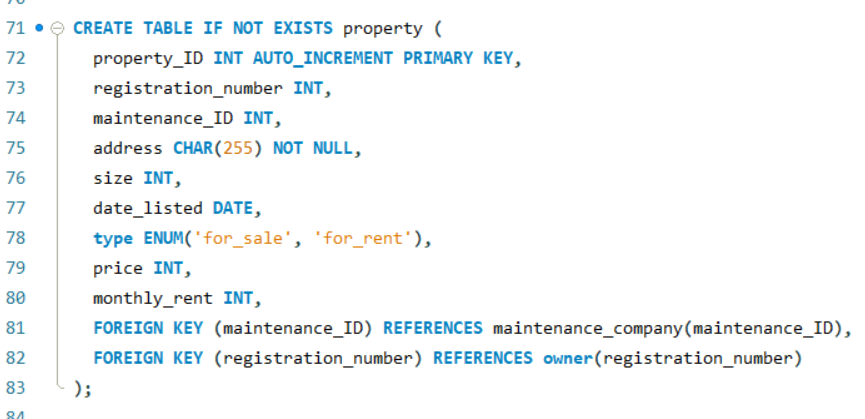 71 CREATE TABLE IF NOT EXISTS property (
72 property_ID INT AUTO_INCREMENT PRIMARY KEY,
73 registration_number INT,
74 maintenance_ID INT,
75 address CHAR(255) NOT NULL,
76 size INT,
77 date_listed DATE,
78 type ENUM('for_sale', 'for_rent'),
79 price INT,
80 monthly_rent INT,
81 FOREIGN KEY (maintenance_ID) REFERENCES maintenance_company(maintenance_ID),
82 FOREIGN KEY (registration_number) REFERENCES owner(registration_number)
83 );
84